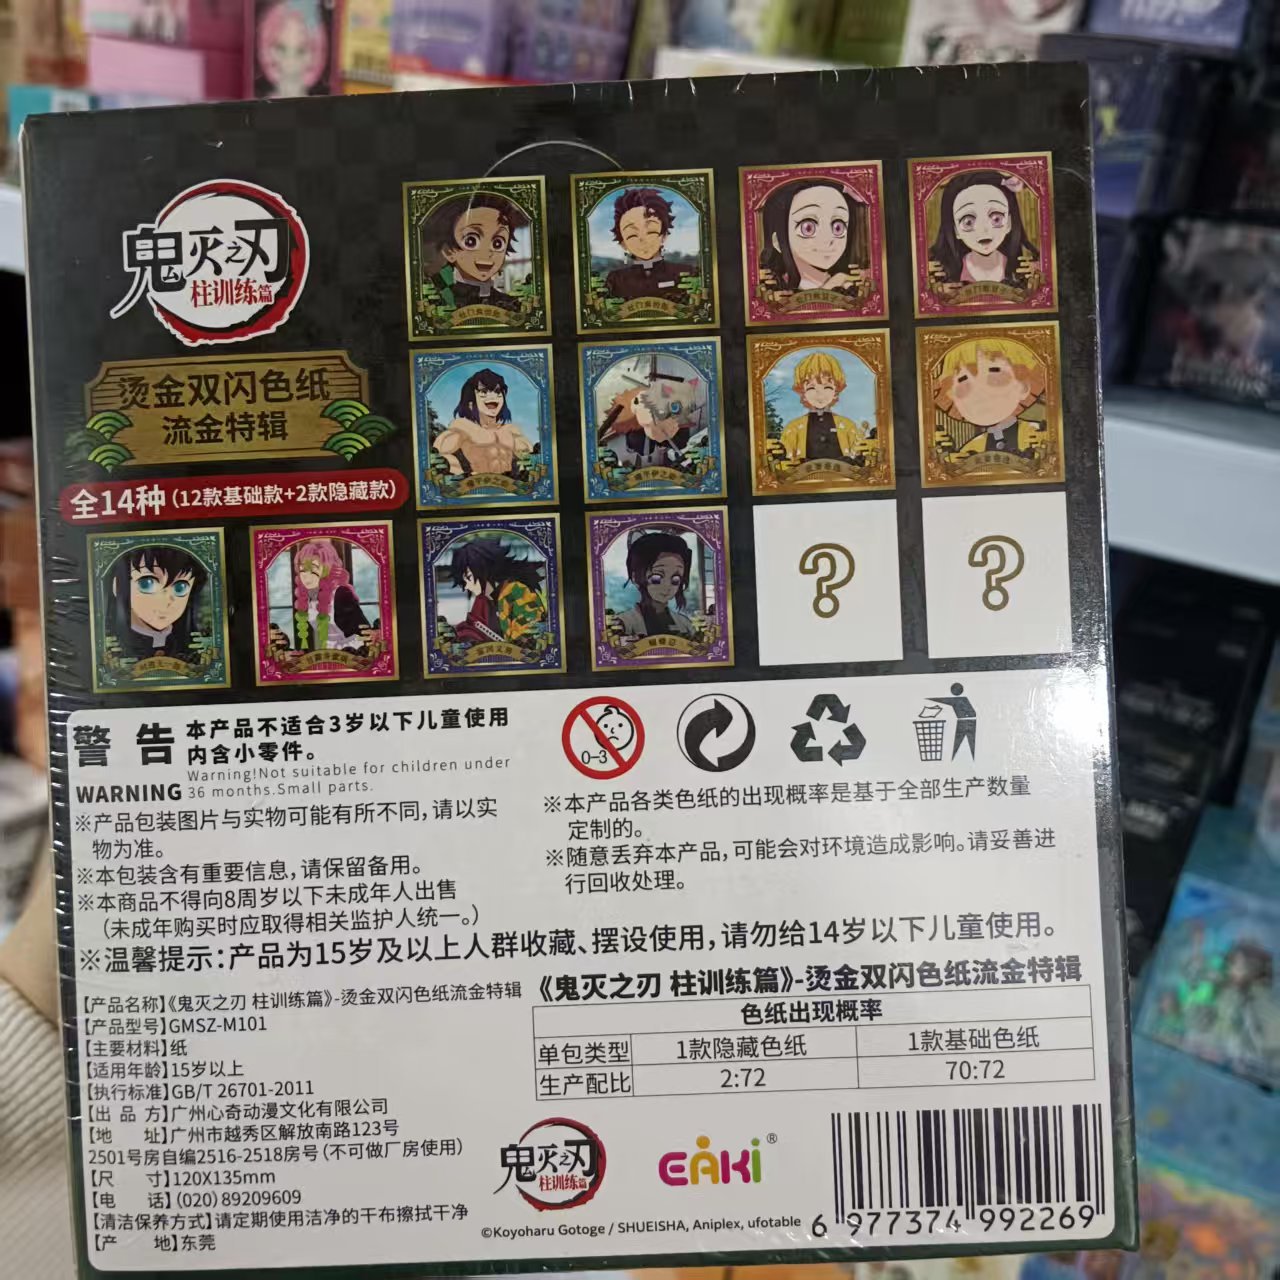 鬼灭之刃
柱训练篇
烫金双闪色纸
流金特辑
全14种(12款基础款+2款隐藏款)
?
?
警告
WARNING
本产品不适合3岁以下儿童使用
内含小零件。
Warning!Not suitable for children under
36 months.Small parts.
0-3
※产品包装图片与实物可能有所不同,请以实
物为准。
※本包装含有重要信息,请保留备用。
※本商品不得向8周岁以下未成年人出售
(未成年购买时应取得相关监护人统一。)
※本产品各类色纸的出现概率是基于全部生产数量
定制的。
※随意丢弃本产品,可能会对环境造成影响。请妥善进
行回收处理。
※温馨提示:产品为15岁及以上人群收藏、摆设使用,请勿给14岁以下儿童使用。
【产品名称】《鬼灭之刃 柱训练篇》-烫金双闪色纸流金特辑
【产品型号】GMSZ-M101
【主要材料】纸
【适用年龄】15岁以上
【执行标准】GB/T 26701-2011
【出 品 方】广州心奇动漫文化有限公司
【地 址】广州市越秀区解放南路123号
2501号房自编2516-2518房号(不可做厂房使用)
【尺 寸】120X135mm
【电 话】(020)89209609
【清洁保养方式】请定期使用洁净的干布擦拭干净
【产 地】东莞
《鬼灭之刃 柱训练篇》-烫金双闪色纸流金特辑
色纸出现概率
单包类型 1款隐藏色纸 1款基础色纸
生产配比 2:72 70:72
鬼灭之刃
柱训练篇
EAKI®
©Koyoharu Gotoge / SHUEISHA, Aniplex, ufotable
6 977374 992269